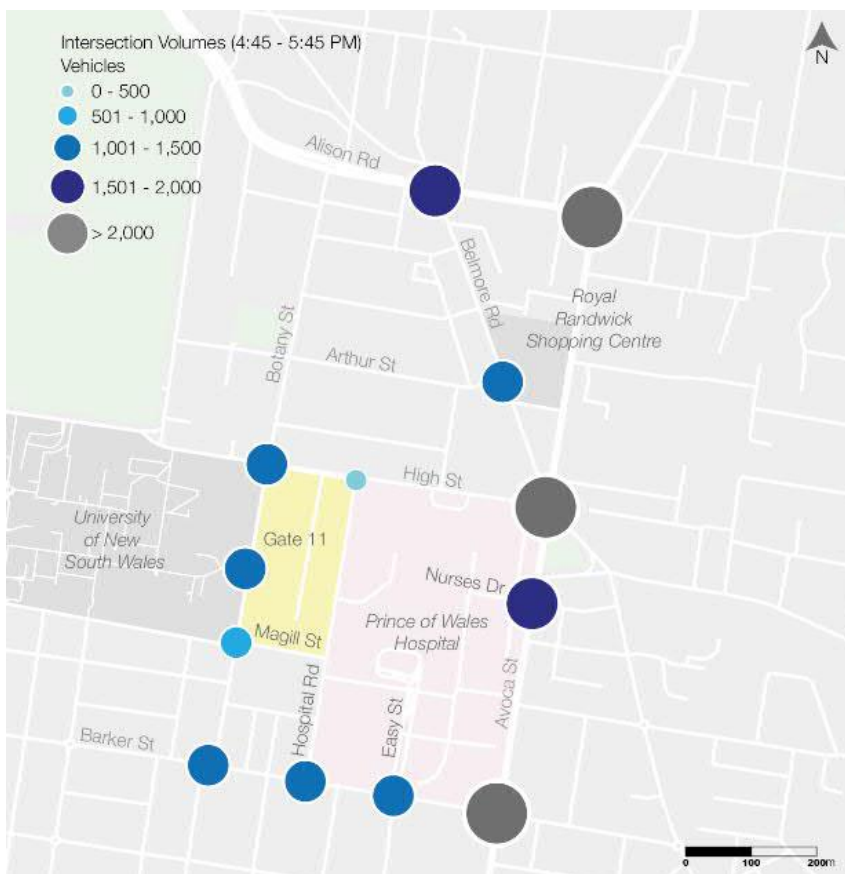 Intersection Volumes (4:45 - 5:45 PM)
Vehicles
0 - 500
501 - 1,000
1,001 - 1,500
1,501 - 2,000
> 2,000
N
Alison Rd
Belmore Rd
Royal
Randwick
Shopping Centre
Botany St
Arthur St
High St
University
of New
South Wales
Gate 11
Nurses Dr
Prince of Wales
Hospital
Magill St
Hospital Rd
Easy St
Avoca St
Barker St
0 100 200m